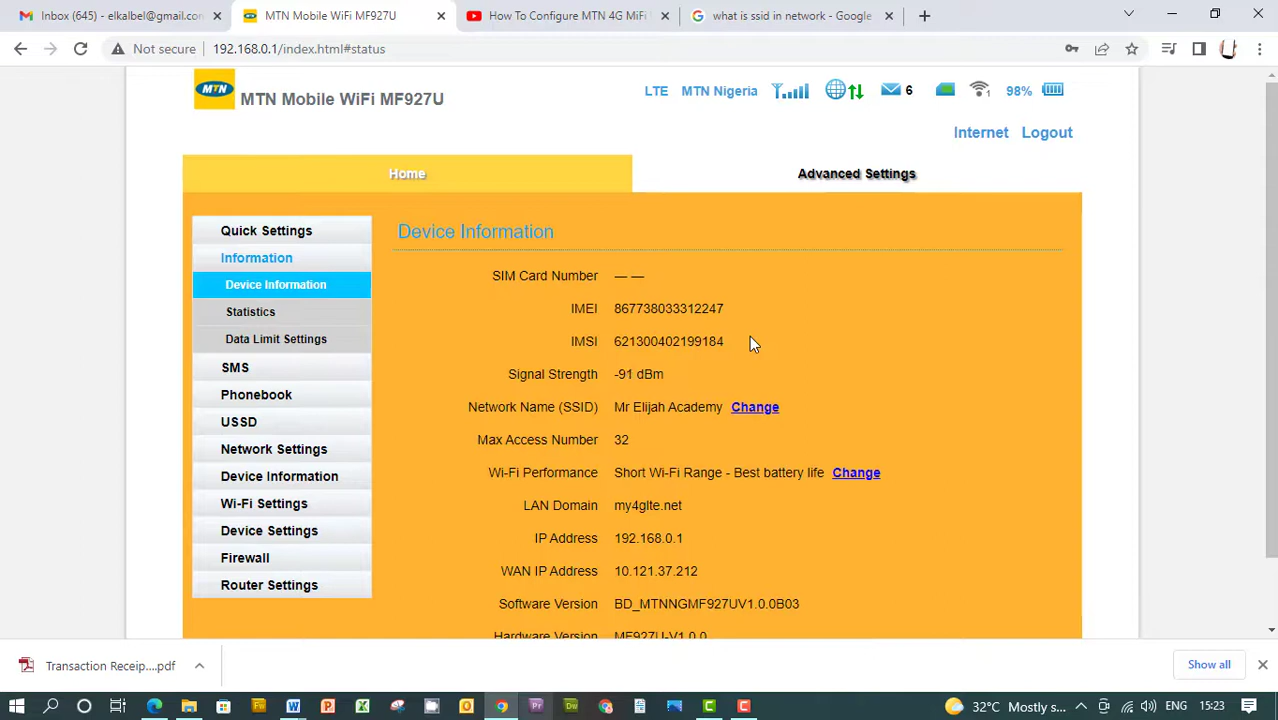 Inbox (645) - elkalbel@gmail.com
MTN Mobile WiFi MF927U
How To Configure MTN 4G MiFi
what is ssid in network - Google
Not secure
192.168.0.1/index.html#status
MTN
MTN Mobile WiFi MF927U
LTE MTN Nigeria 6 1 98%
Internet Logout
Home
Advanced Settings
Quick Settings
Information
Device Information
Statistics
Data Limit Settings
SMS
Phonebook
USSD
Network Settings
Device Information
Wi-Fi Settings
Device Settings
Firewall
Router Settings
Device Information
SIM Card Number — —
IMEI 867738033312247
IMSI 621300402199184
Signal Strength -91 dBm
Network Name (SSID) Mr Elijah Academy Change
Max Access Number 32
Wi-Fi Performance Short Wi-Fi Range - Best battery life Change
LAN Domain my4glte.net
IP Address 192.168.0.1
WAN IP Address 10.121.37.212
Software Version BD_MTNNGMF927UV1.0.0B03
Hardware Version MF927U-V1.0.0
Transaction Receip....pdf
Show all
32°C Mostly s... ENG 15:23